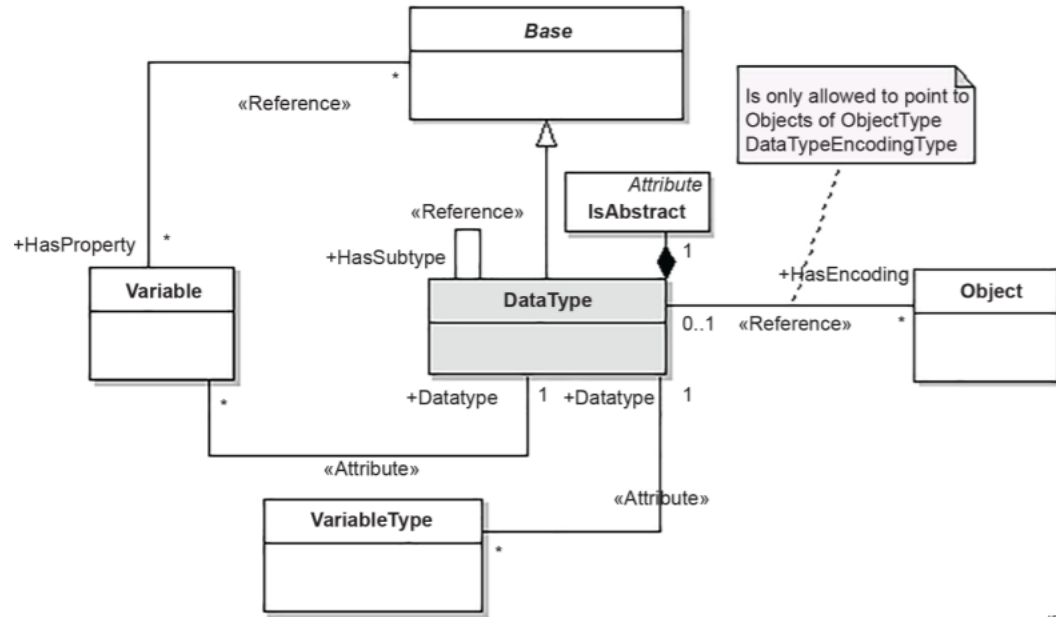 Base
*
«Reference»
Is only allowed to point to
Objects of ObjectType
DataTypeEncodingType
Attribute
IsAbstract
«Reference»
1
+HasProperty
*
+HasSubtype
+HasEncoding
Variable
DataType
Object
0..1
«Reference»
*
*
+Datatype
1
+Datatype
1
«Attribute»
«Attribute»
VariableType
*